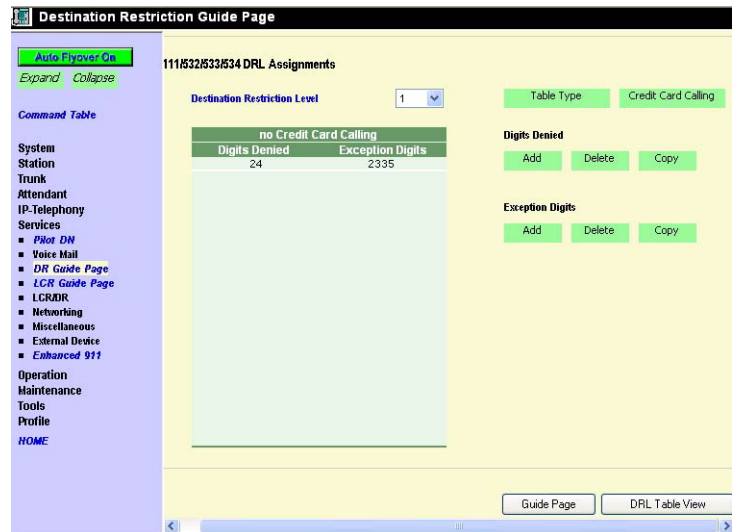 Destination Restriction Guide Page
Auto Flyover On
Expand Collapse
Command Table
System
Station
Trunk
Attendant
IP-Telephony
Services
Pilot DN
Voice Mail
DR Guide Page
LCR Guide Page
LCR/DR
Networking
Miscellaneous
External Device
Enhanced 911
Operation
Maintenance
Tools
Profile
HOME
111/532/533/534 DRL Assignments
Destination Restriction Level 1
no Credit Card Calling
Digits Denied Exception Digits
24 2335
Table Type Credit Card Calling
Digits Denied
Add Delete Copy
Exception Digits
Add Delete Copy
Guide Page DRL Table View